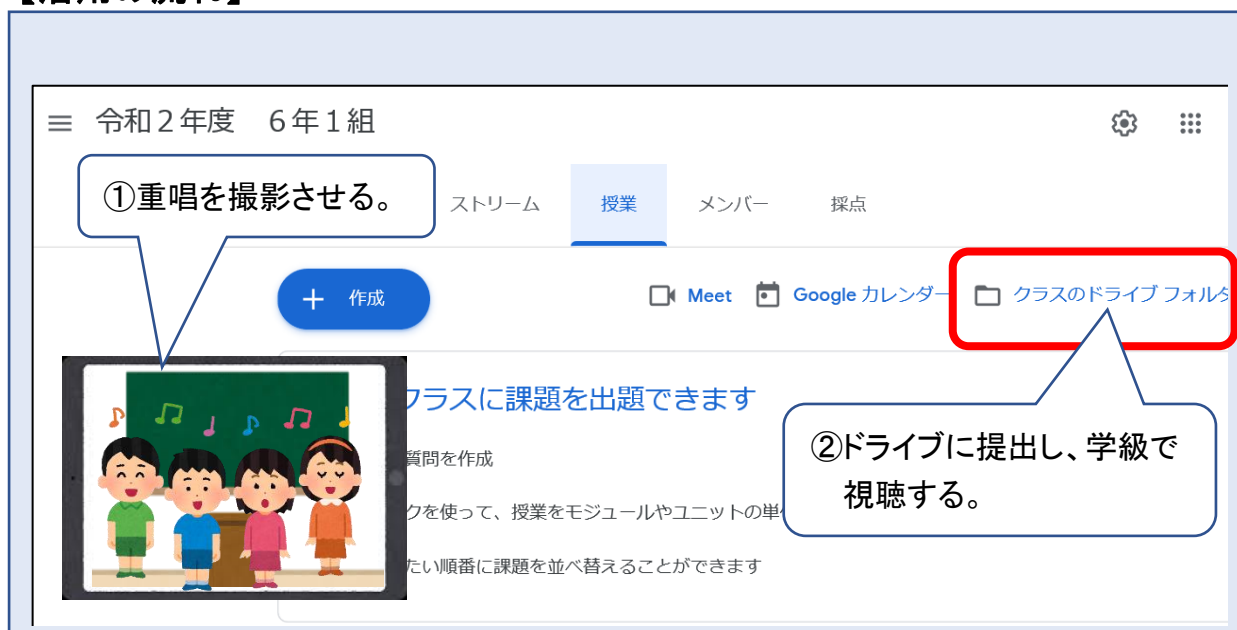 令和２年度　６年１組
①重唱を撮影させる。
ストリーム　授業　メンバー　採点
＋ 作成
Meet　Google カレンダー　クラスのドライブ フォルダ
クラスに課題を出題できます
質問を作成
②ドライブに提出し、学級で
視聴する。
クを使って、授業をモジュールやユニットの単
たい順番に課題を並べ替えることができます